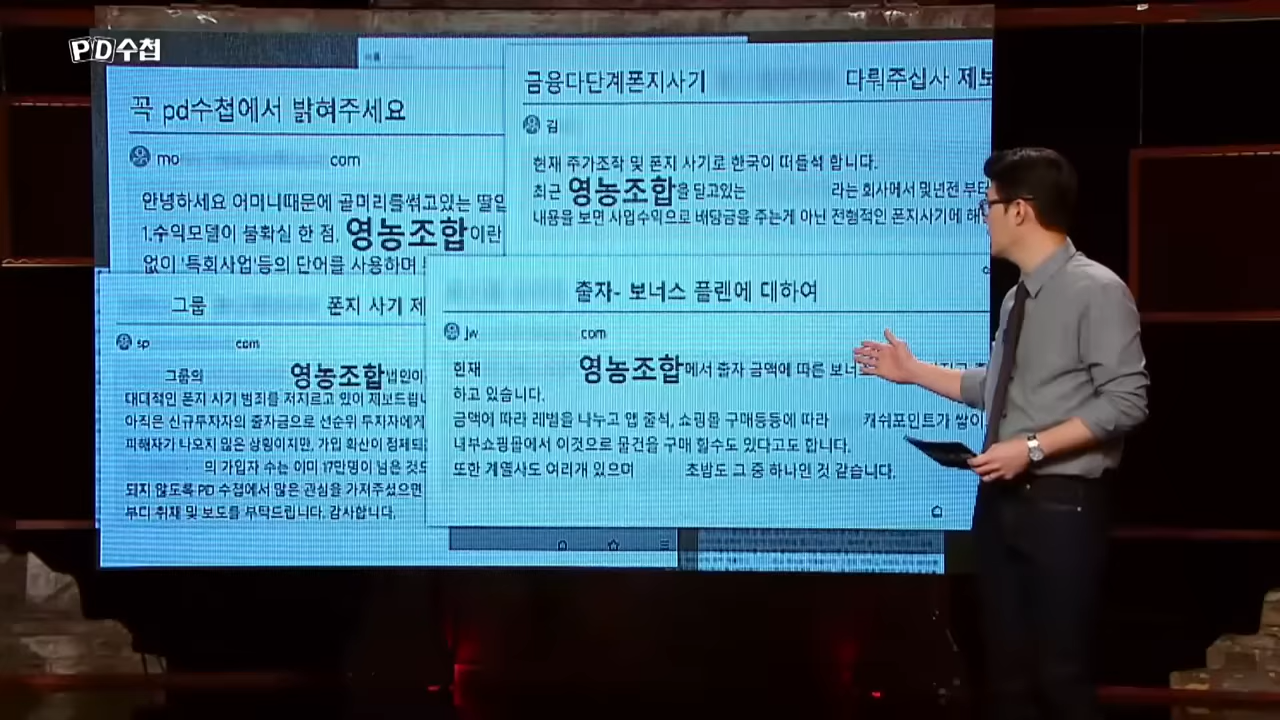 PD수첩
꼭 pd수첩에서 밝혀주세요
mo com
안녕하세요 어머니때문에 골머리를썪고있는 딸인
1.수익모델이 불확실 한 점. 영농조합이란
없이 '특회사업'등의 단어를 사용하며
금융다단계폰지사기 다뤄주십사 제보
김
현재 주가조작 및 폰지 사기로 한국이 떠들석 합니다.
최근 영농조합을 달고있는 라는 회사에서 몇년전 부터
내용을 보면 사업수익으로 배당금을 주는게 아닌 전형적인 폰지사기에 해
그룹 폰지 사기 제
sp com
그룹의 영농조합법인이
대대적인 폰지 사기 범죄를 저지르고 있어 제보드립니
아직은 신규투자자의 출자금으로 선순위 투자자에게
피해자가 나오지 않은 상황이지만, 가입 확산이 점제되
의 가입자 수는 이미 17만명이 넘은 것으
되지 않도록 PD 수첩에서 많은 관심을 가져주셨으면
부디 취재 및 보도를 부탁드립니다. 감사합니다.
출자- 보너스 플랜에 대하여
jw com
현재 영농조합에서 출자 금액에 따른 보너스
하고 있습니다.
금액에 따라 레벨을 나누고 앱 출석, 쇼핑몰 구매등등에 따라 캐쉬포인트가 쌓이
내부쇼핑몰에서 이것으로 물건을 구매 할수도 있다고도 합니다.
또한 계열사도 여러개 있으며 초밥도 그 중 하나인 것 같습니다.